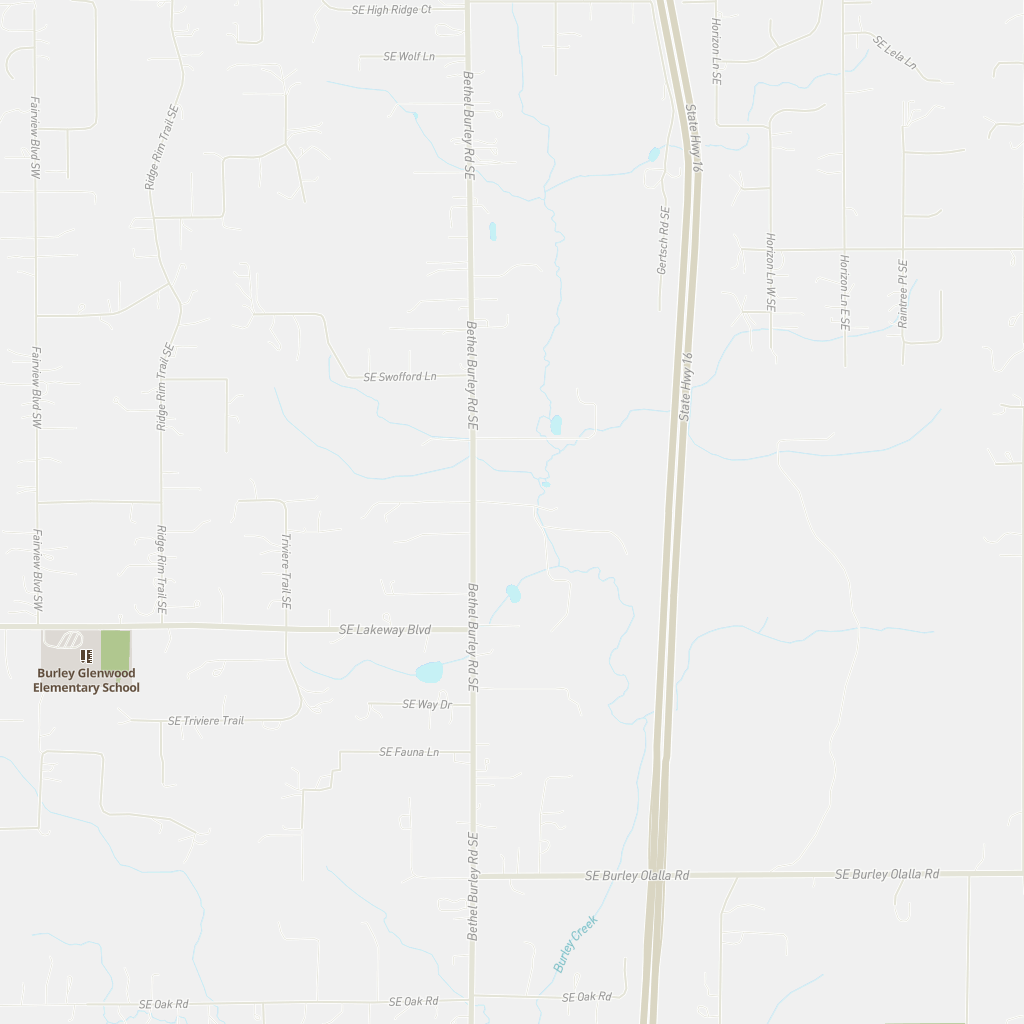 SE High Ridge Ct
SE Wolf Ln
Horizon Ln SE
SE Lela Ln
Fairview Blvd SW
Ridge Rim Trail SE
Bethel Burley Rd SE
State Hwy 16
Gertsch Rd SE
Horizon Ln W SE
Horizon Ln E SE
Raintree Pl SE
Fairview Blvd SW
Ridge Rim Trail SE
SE Swofford Ln
Bethel Burley Rd SE
State Hwy 16
Fairview Blvd SW
Ridge Rim Trail SE
Triviere Trail SE
SE Lakeway Blvd
Bethel Burley Rd SE
Burley Glenwood
Elementary School
SE Way Dr
SE Triviere Trail
SE Fauna Ln
Bethel Burley Rd SE
SE Burley Olalla Rd
SE Burley Olalla Rd
Burley Creek
SE Oak Rd
SE Oak Rd
SE Oak Rd